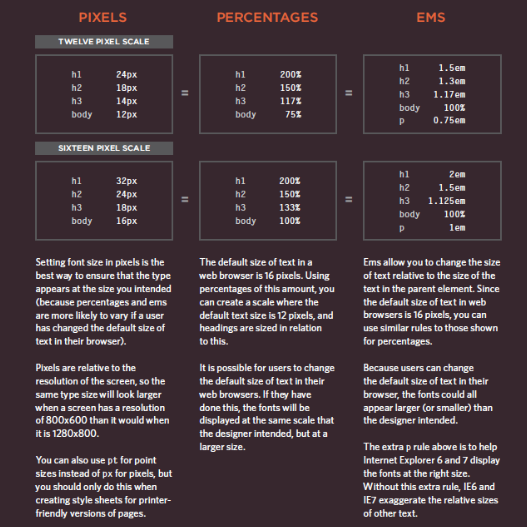 PIXELS
PERCENTAGES
EMS
TWELVE PIXEL SCALE
h1 24px
h2 18px
h3 14px
body 12px
=
h1 200%
h2 150%
h3 117%
body 75%
=
h1 1.5em
h2 1.3em
h3 1.17em
body 100%
p 0.75em
SIXTEEN PIXEL SCALE
h1 32px
h2 24px
h3 18px
body 16px
=
h1 200%
h2 150%
h3 133%
body 100%
=
h1 2em
h2 1.5em
h3 1.125em
body 100%
p 1em
Setting font size in pixels is the
best way to ensure that the type
appears at the size you intended
(because percentages and ems
are more likely to vary if a user
has changed the default size of
text in their browser).
Pixels are relative to the
resolution of the screen, so the
same type size will look larger
when a screen has a resolution
of 800x600 than it would when
it is 1280x800.
You can also use pt for point
sizes instead of px for pixels, but
you should only do this when
creating style sheets for printer-
friendly versions of pages.
The default size of text in a
web browser is 16 pixels. Using
percentages of this amount, you
can create a scale where the
default text size is 12 pixels, and
headings are sized in relation
to this.
It is possible for users to change
the default size of text in their
web browsers. If they have
done this, the fonts will be
displayed at the same scale that
the designer intended, but at a
larger size.
Ems allow you to change the size
of text relative to the size of the
text in the parent element. Since
the default size of text in web
browsers is 16 pixels, you can
use similar rules to those shown
for percentages.
Because users can change
the default size of text in their
browser, the fonts could all
appear larger (or smaller) than
the designer intended.
The extra p rule above is to help
Internet Explorer 6 and 7 display
the fonts at the right size.
Without this extra rule, IE6 and
IE7 exaggerate the relative sizes
of other text.